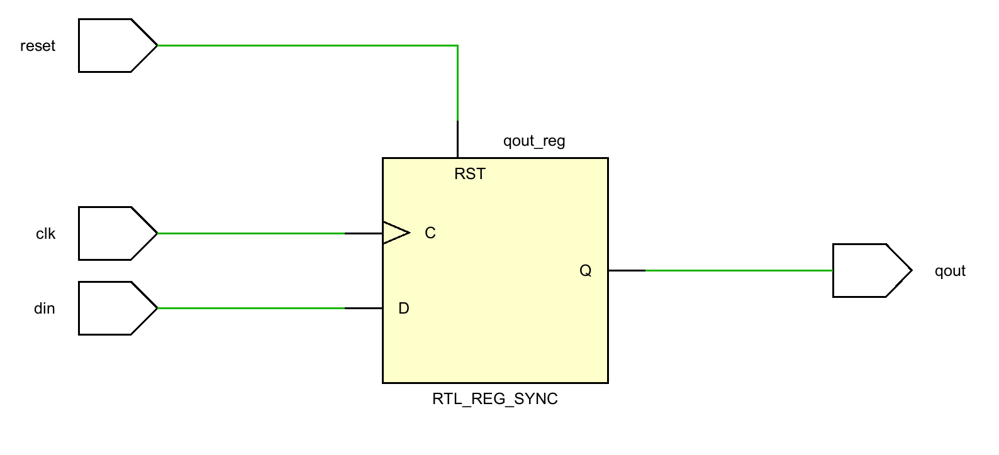 reset
qout_reg
RST
clk
C
Q
qout
din
D
RTL_REG_SYNC